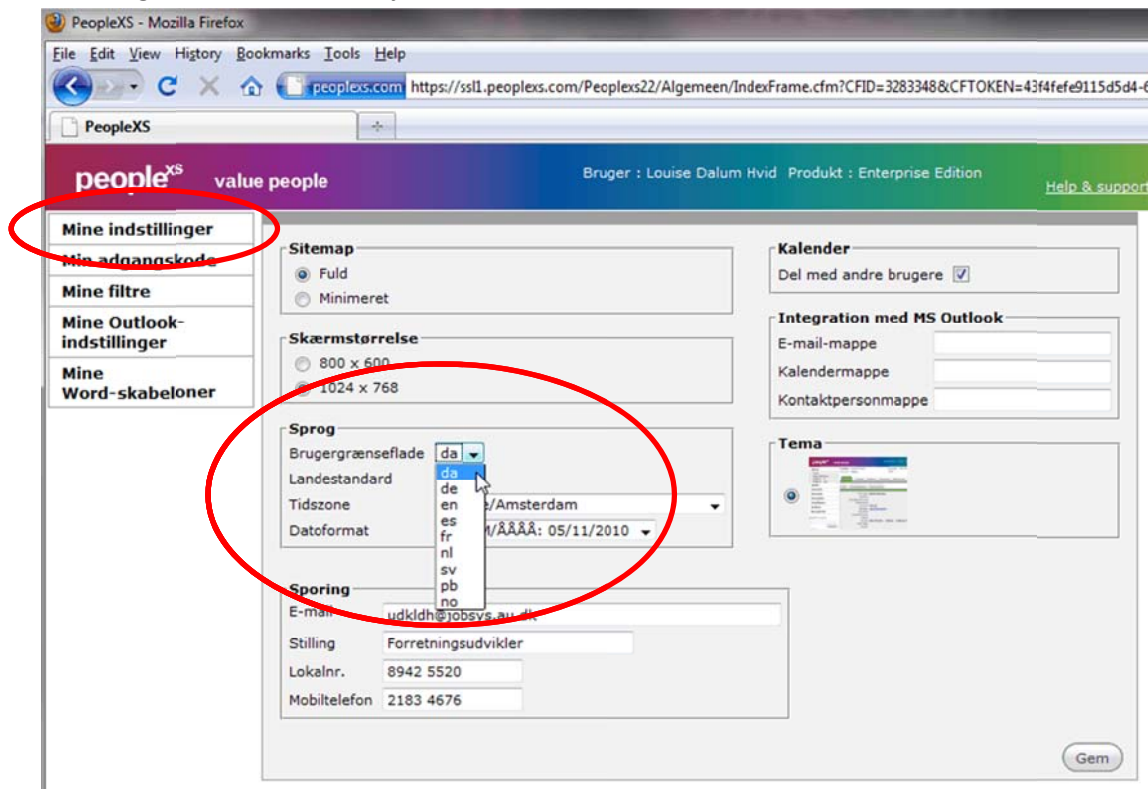 PeopleXS - Mozilla Firefox
File Edit View History Bookmarks Tools Help
peoplexs.com https://ssl1.peoplexs.com/Peoplexs22/Algemeen/IndexFrame.cfm?CFID=3283348&CFTOKEN=43f4fefe9115d5d4-6
PeopleXS
people xs value people
Bruger : Louise Dalum Hvid Produkt : Enterprise Edition
Help & support
Mine indstillinger
Min adgangskode
Mine filtre
Mine Outlook-
indstillinger
Mine
Word-skabeloner
Sitemap
Fuld
Minimeret
Skærmstørrelse
800 x 600
1024 x 768
Sprog
Brugergrænseflade da
da
de
en
es
fr
nl
sv
pb
no
Landestandard
Tidszone e/Amsterdam
Datoformat M/ÅÅÅÅ: 05/11/2010
Sporing
E-mail udkldh@jobsys.au.dk
Stilling Forretningsudvikler
Lokalnr. 8942 5520
Mobiltelefon 2183 4676
Kalender
Del med andre brugere
Integration med MS Outlook
E-mail-mappe
Kalendermappe
Kontaktpersonmappe
Tema
Gem